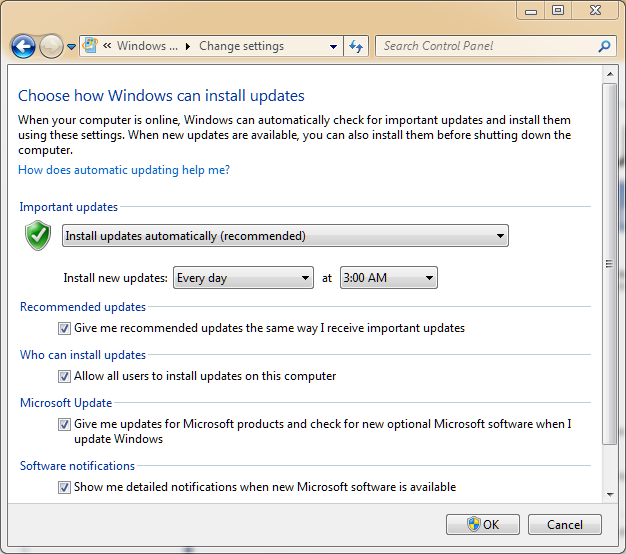 Windows ... Change settings
Search Control Panel
Choose how Windows can install updates
When your computer is online, Windows can automatically check for important updates and install them
using these settings. When new updates are available, you can also install them before shutting down the
computer.
How does automatic updating help me?
Important updates
Install updates automatically (recommended)
Install new updates: Every day at 3:00 AM
Recommended updates
Give me recommended updates the same way I receive important updates
Who can install updates
Allow all users to install updates on this computer
Microsoft Update
Give me updates for Microsoft products and check for new optional Microsoft software when I
update Windows
Software notifications
Show me detailed notifications when new Microsoft software is available
OK Cancel